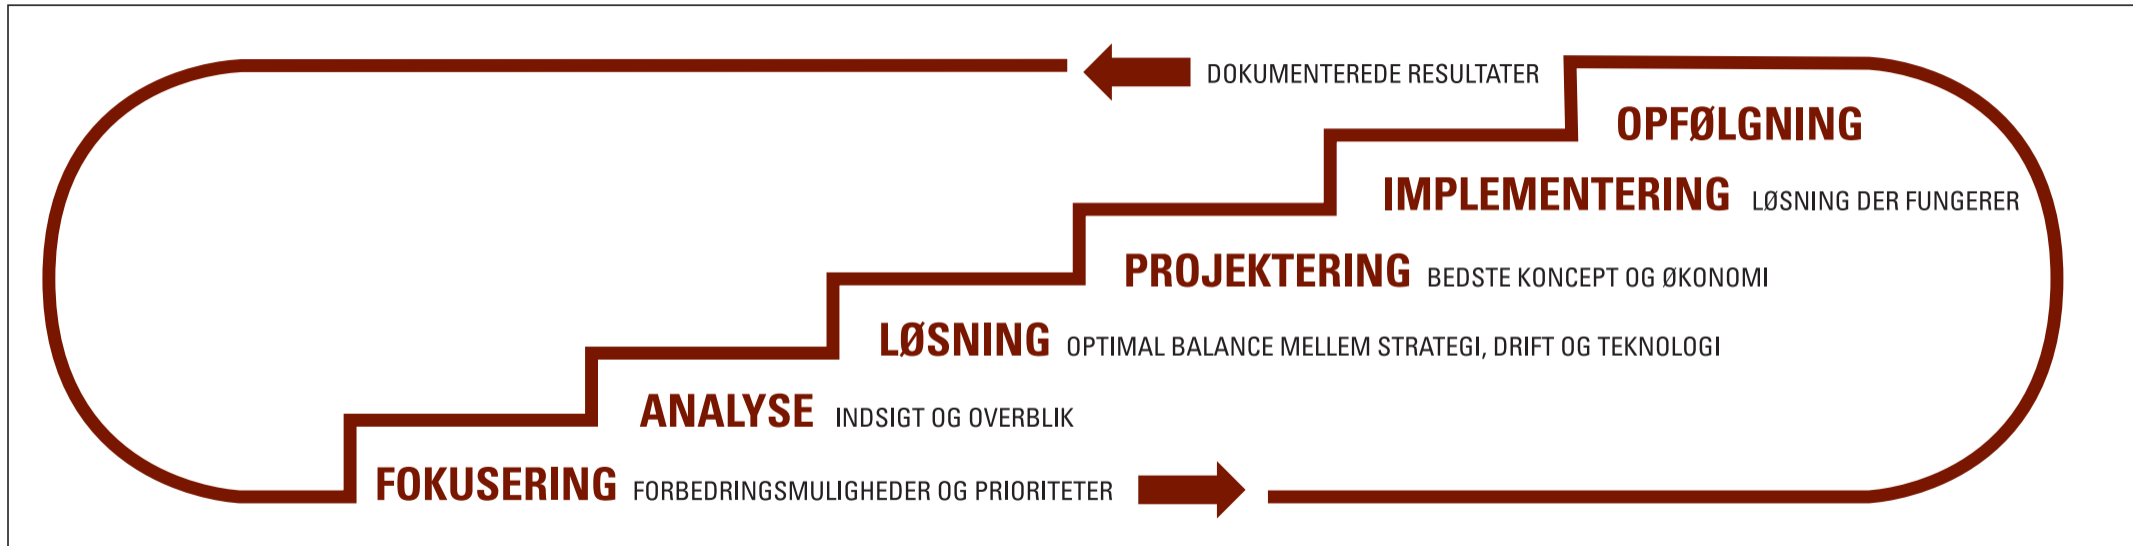 DOKUMENTEREDE RESULTATER
OPFØLGNING
IMPLEMENTERING LØSNING DER FUNGERER
PROJEKTERING BEDSTE KONCEPT OG ØKONOMI
LØSNING OPTIMAL BALANCE MELLEM STRATEGI, DRIFT OG TEKNOLOGI
ANALYSE INDSIGT OG OVERBLIK
FOKUSERING FORBEDRINGSMULIGHEDER OG PRIORITETER